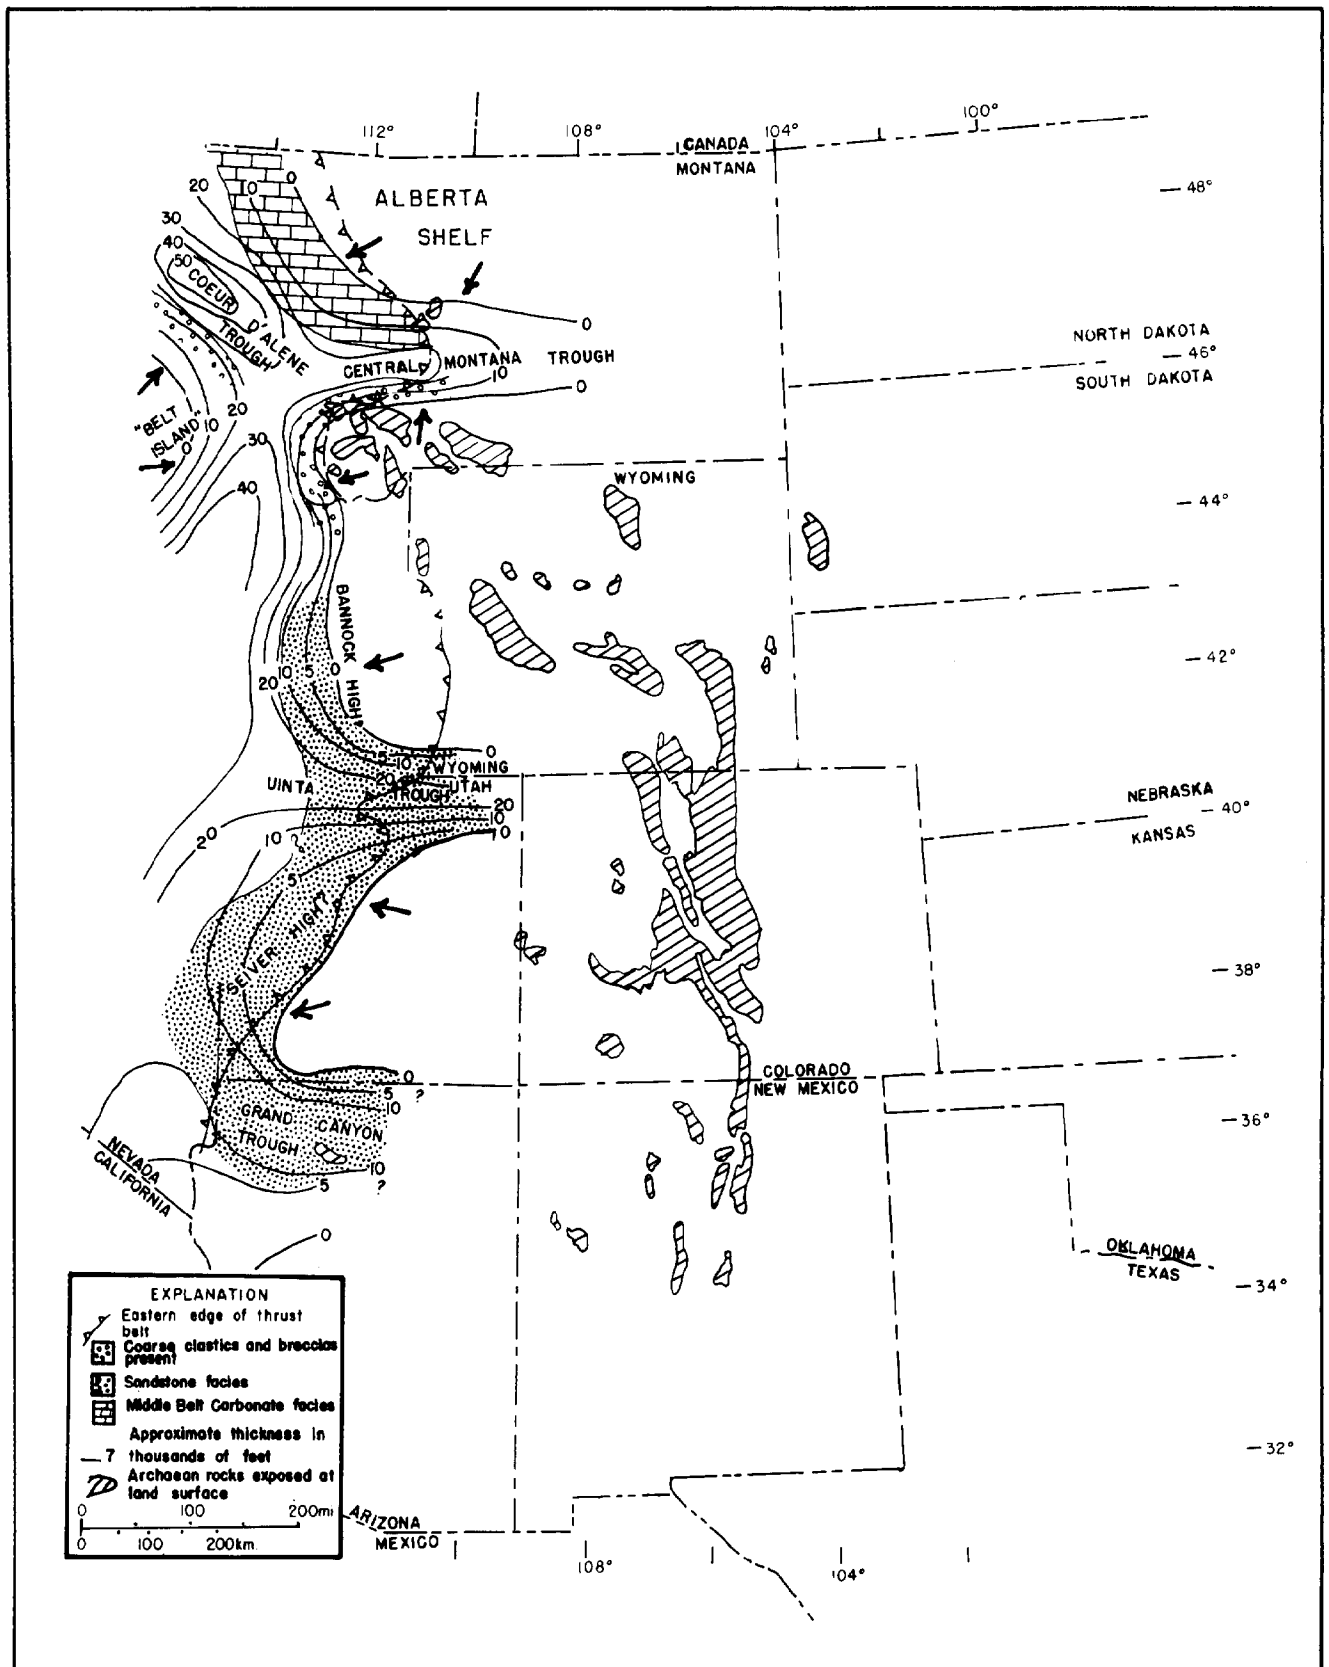 112°
108°
104°
100°
CANADA
MONTANA
48°
20
10
0
ALBERTA
SHELF
30
40
50
COEUR
D'ALENE
TROUGH
0
CENTRAL MONTANA TROUGH
10
0
NORTH DAKOTA
46°
SOUTH DAKOTA
"BELT
ISLAND"
0
10
20
30
40
WYOMING
44°
BANNOCK HIGH?
20
10
5
0
42°
0
5
10
20
WYOMING
UTAH
UINTA
TROUGH
20
10
0
20
10
5
NEBRASKA
40°
KANSAS
SEIVER HIGH?
38°
COLORADO
NEW MEXICO
0
5 ?
10
GRAND CANYON
TROUGH
10
?
5
0
36°
NEVADA
CALIFORNIA
OKLAHOMA
TEXAS
34°
32°
EXPLANATION
Eastern edge of thrust
belt
Coarse clastics and breccias
present
Sandstone facies
Middle Belt Carbonate facies
Approximate thickness in
7 thousands of feet
Archaean rocks exposed at
land surface
0 100 200mi
0 100 200km.
ARIZONA
MEXICO
108°
104°